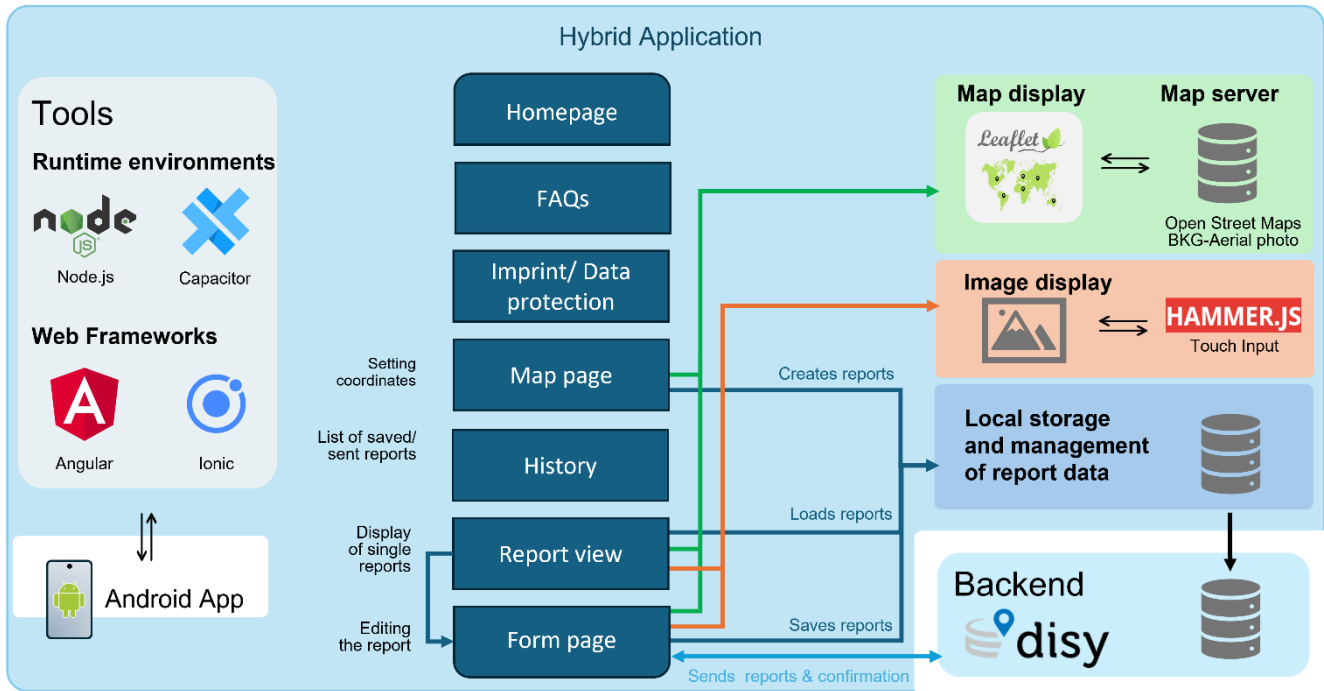 Hybrid Application
Tools
Runtime environments
node
JS
Node.js
Capacitor
Web Frameworks
A
Angular
Ionic
Android App
Homepage
FAQs
Imprint/ Data
protection
Setting
coordinates
Map page
List of saved/
sent reports
History
Display
of single
reports
Report view
Editing
the report
Form page
Creates reports
Loads reports
Saves reports
Sends reports & confirmation
Map display
Leaflet
Map server
Open Street Maps
BKG-Aerial photo
Image display
HAMMER.JS
Touch Input
Local storage
and management
of report data
Backend
disy